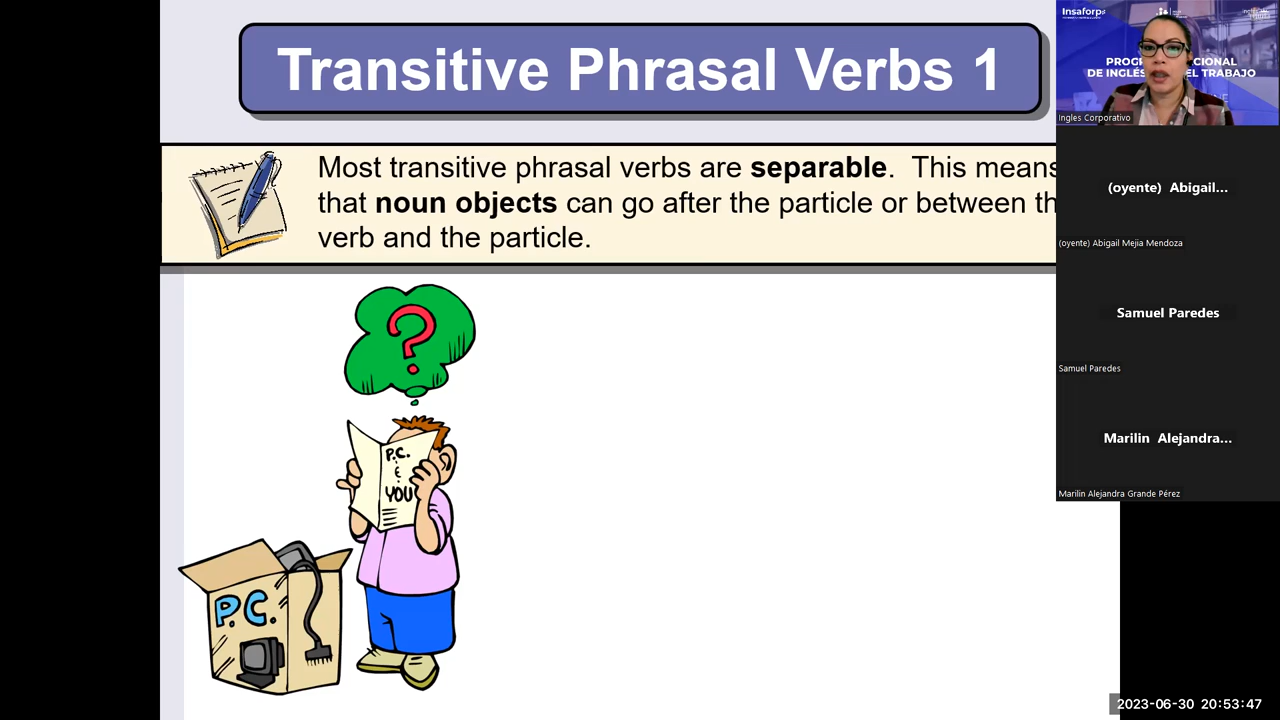 Transitive Phrasal Verbs 1
Most transitive phrasal verbs are separable. This means
that noun objects can go after the particle or between th
verb and the particle.
P.C.
YOU
P.C.
Insaforp
DE INGLÉS
EL TRABAJO
Ingles Corporativo
(oyente) Abigail...
(oyente) Abigail Mejia Mendoza
Samuel Paredes
Samuel Paredes
Marilin Alejandra...
Marilin Alejandra Grande Pérez
2023-06-30 20:53:47